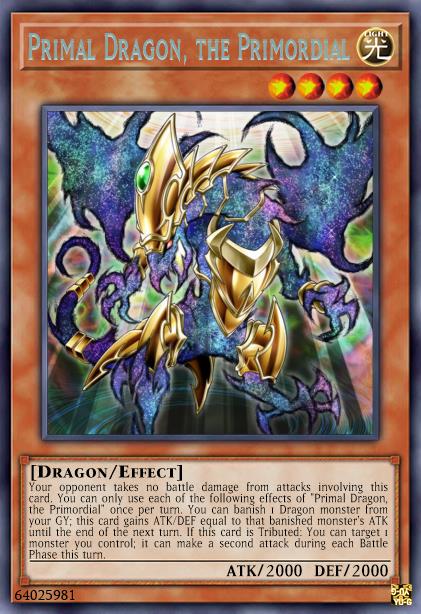 PRIMAL DRAGON, THE PRIMORDIAL
LIGHT
光
[DRAGON/EFFECT]
Your opponent takes no battle damage from attacks involving this
card. You can only use each of the following effects of "Primal Dragon,
the Primordial" once per turn. You can banish 1 Dragon monster from
your GY; this card gains ATK/DEF equal to that banished monster's ATK
until the end of the next turn. If this card is Tributed: You can target 1
monster you control; it can make a second attack during each Battle
Phase this turn.
ATK/2000 DEF/2000
64025981